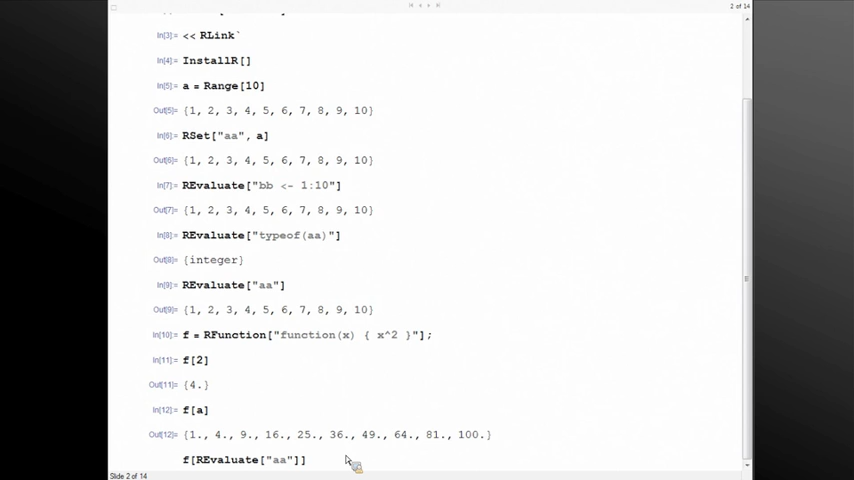 2 of 14
In[3]:= << RLink`
In[4]:= InstallR[]
In[5]:= a = Range[10]
Out[5]= {1, 2, 3, 4, 5, 6, 7, 8, 9, 10}
In[6]:= RSet["aa", a]
Out[6]= {1, 2, 3, 4, 5, 6, 7, 8, 9, 10}
In[7]:= REvaluate["bb <- 1:10"]
Out[7]= {1, 2, 3, 4, 5, 6, 7, 8, 9, 10}
In[8]:= REvaluate["typeof(aa)"]
Out[8]= {integer}
In[9]:= REvaluate["aa"]
Out[9]= {1, 2, 3, 4, 5, 6, 7, 8, 9, 10}
In[10]:= f = RFunction["function(x) { x^2 }"];
In[11]:= f[2]
Out[11]= {4.}
In[12]:= f[a]
Out[12]= {1., 4., 9., 16., 25., 36., 49., 64., 81., 100.}
f[REvaluate["aa"]]
Slide 2 of 14